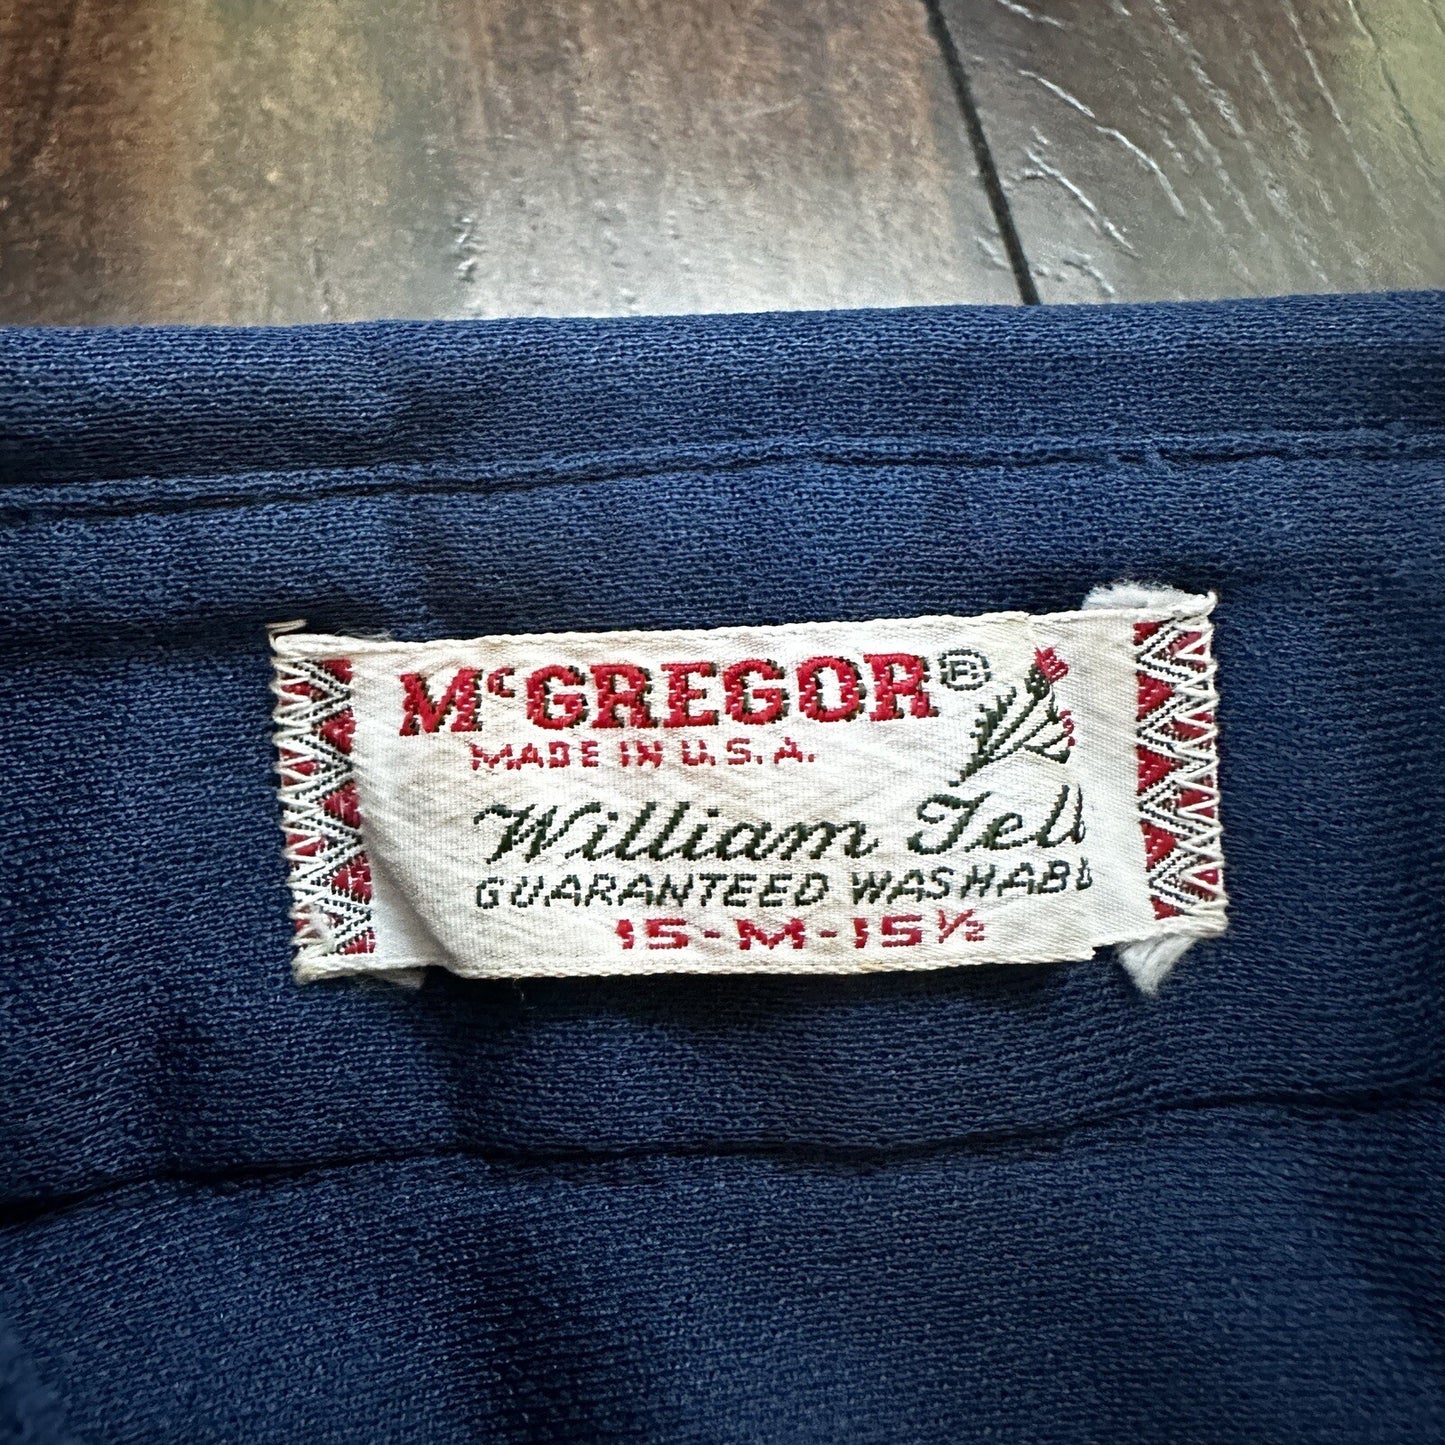 McGREGOR®
MADE IN U.S.A.
William Tell
GUARANTEED WASHABL
15-M-15½